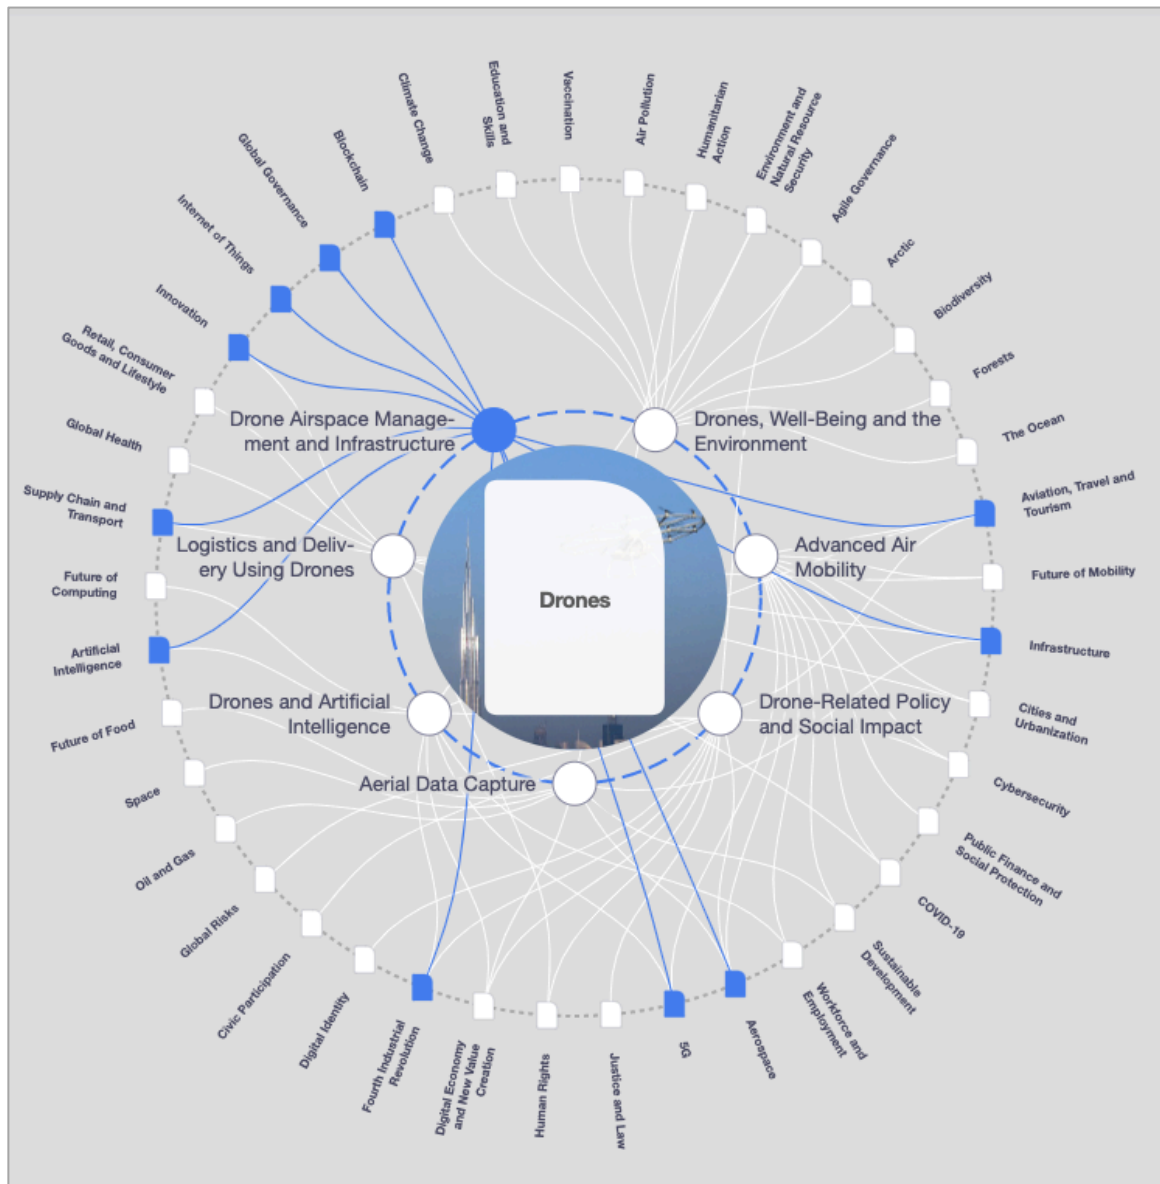 Climate Change
Education and
Skills
Vaccination
Air Pollution
Humanitarian
Action
Environment and
Natural Resource
Security
Agile Governance
Arctic
Biodiversity
Forests
The Ocean
Aviation, Travel and
Tourism
Future of Mobility
Infrastructure
Cities and
Urbanization
Cybersecurity
Public Finance and
Social Protection
COVID-19
Sustainable
Development
Workforce and
Employment
Aerospace
5G
Justice and Law
Human Rights
Digital Economy
and New Value
Creation
Fourth Industrial
Revolution
Digital Identity
Civic Participation
Global Risks
Oil and Gas
Space
Future of Food
Artificial
Intelligence
Future of
Computing
Supply Chain and
Transport
Global Health
Retail, Consumer
Goods and Lifestyle
Innovation
Internet of Things
Global Governance
Blockchain
Drone Airspace Manage-
ment and Infrastructure
Drones, Well-Being and the
Environment
Logistics and Deliv-
ery Using Drones
Advanced Air
Mobility
Drones
Drones and Artificial
Intelligence
Drone-Related Policy
and Social Impact
Aerial Data Capture